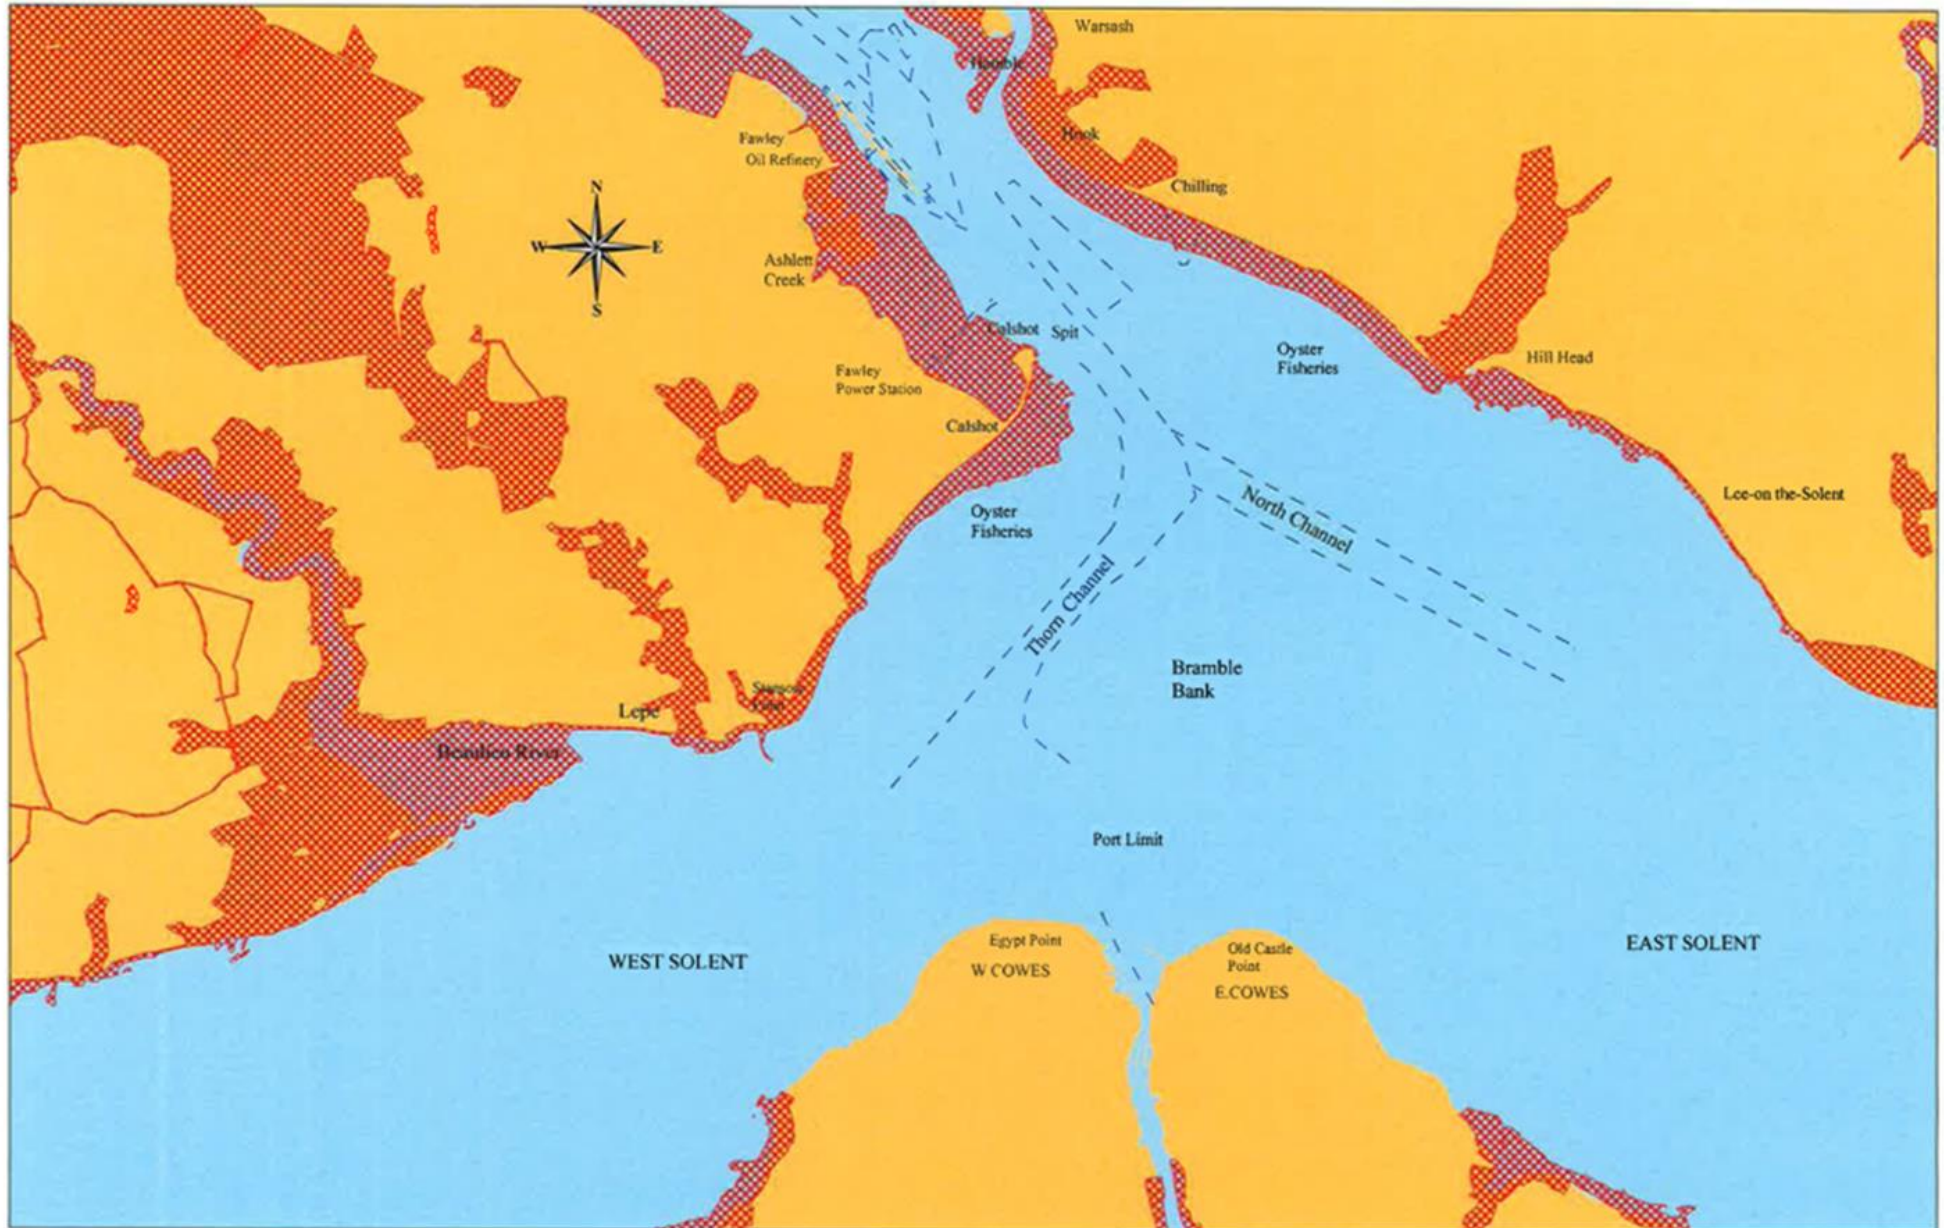 Warsash
Hamble
Hook
Fawley
Oil Refinery
Chilling
N
W
E
S
Ashlett
Creek
Calshot Spit
Oyster
Fisheries
Hill Head
Fawley
Power Station
Calshot
Lee-on the-Solent
North Channel
Oyster
Fisheries
Thorn Channel
Bramble
Bank
Lepe
Beaulieu River
Port Limit
Egypt Point
W COWES
Old Castle
Point
E.COWES
WEST SOLENT
EAST SOLENT